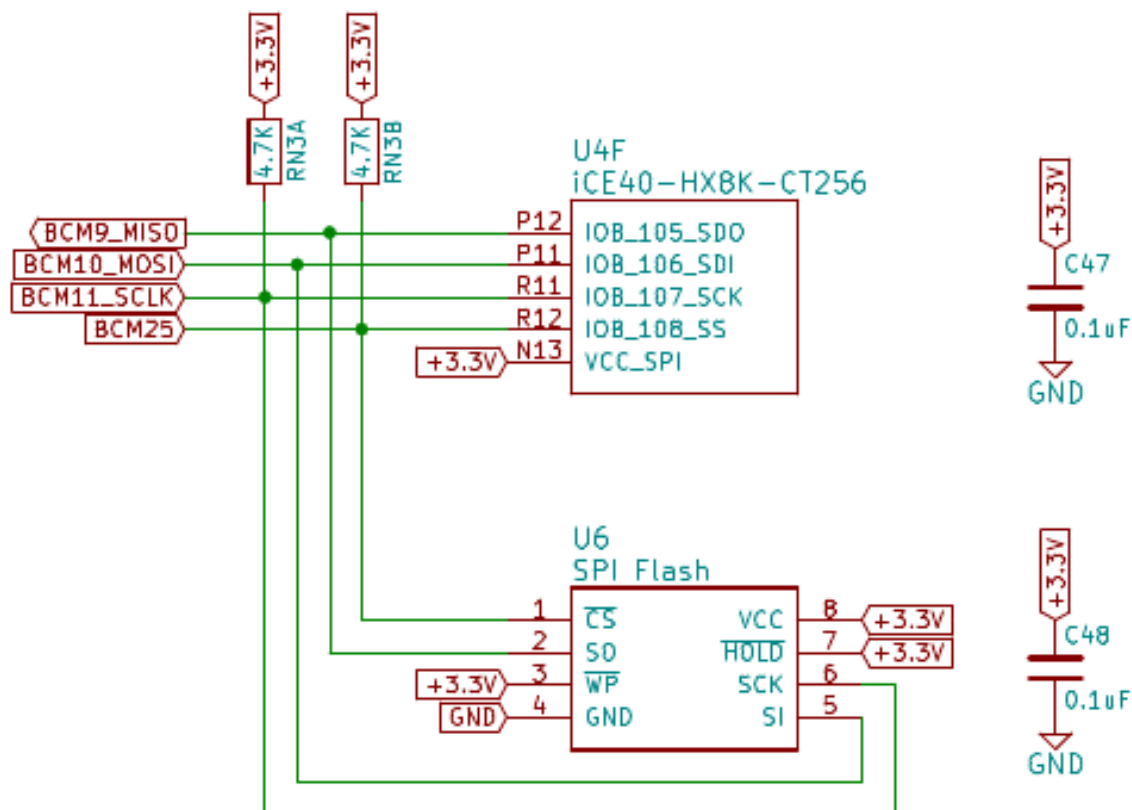 +3.3V
+3.3V
4.7K
RN3A
4.7K
RN3B
U4F
iCE40-HX8K-CT256
BCM9_MISO
P12
IOB_105_SDO
BCM10_MOSI
P11
IOB_106_SDI
BCM11_SCLK
R11
IOB_107_SCK
BCM25
R12
IOB_108_SS
+3.3V
N13
VCC_SPI
+3.3V
C47
0.1uF
GND
U6
SPI Flash
1
CS
VCC
8
+3.3V
2
SO
HOLD
7
+3.3V
+3.3V
3
WP
SCK
6
GND
4
GND
SI
5
+3.3V
C48
0.1uF
GND